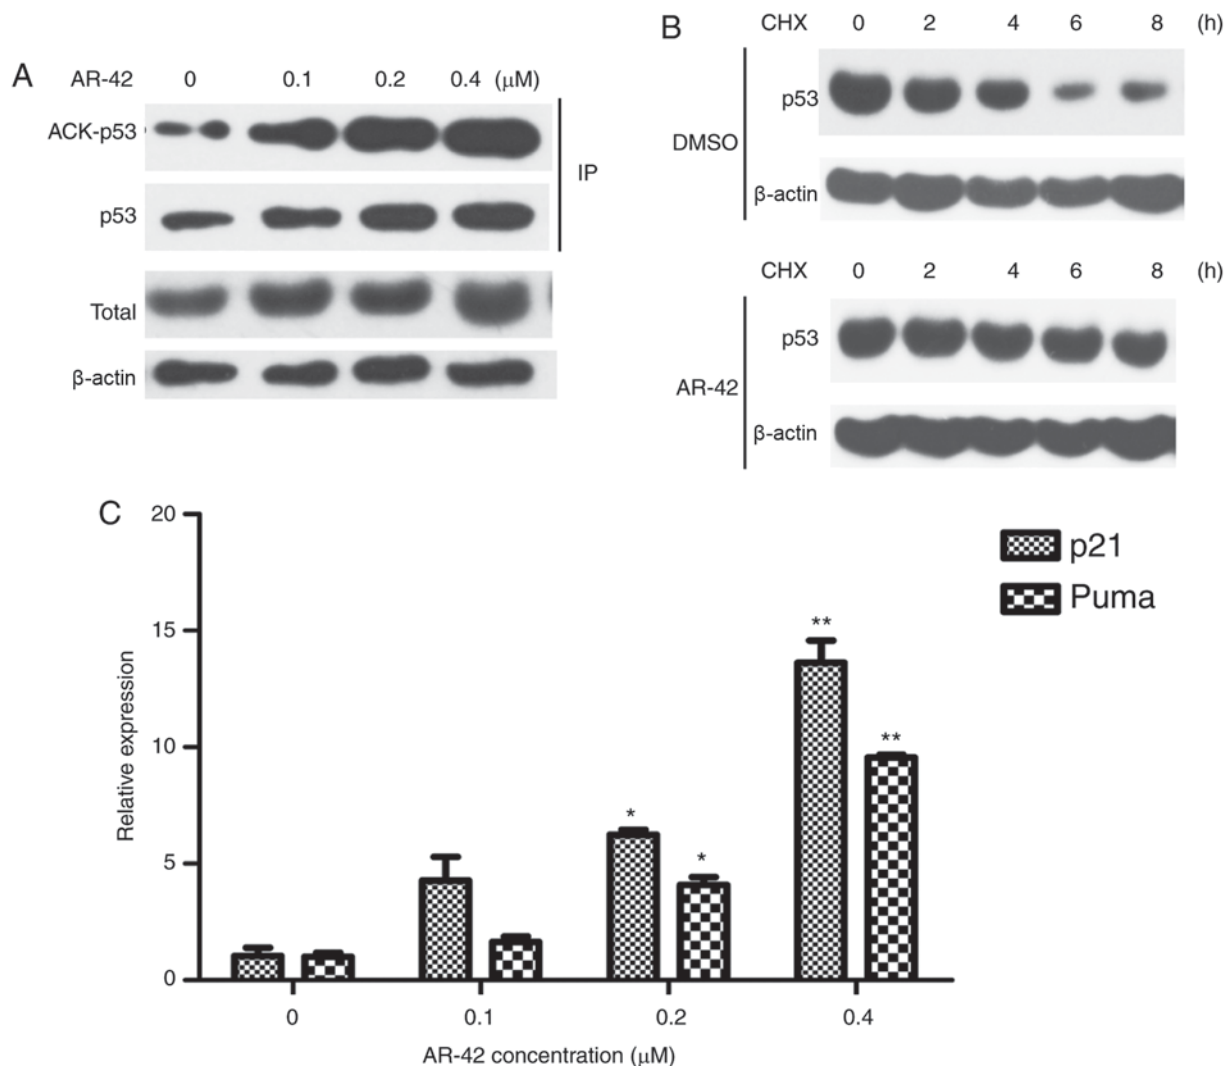 A
AR-42 0 0.1 0.2 0.4 (μM)
ACK-p53
p53
IP
Total
β-actin
B
CHX 0 2 4 6 8 (h)
p53
DMSO
β-actin
CHX 0 2 4 6 8 (h)
p53
AR-42
β-actin
C
20
15
10
5
0
Relative expression
* * ** **
p21
Puma
0 0.1 0.2 0.4
AR-42 concentration (μM)